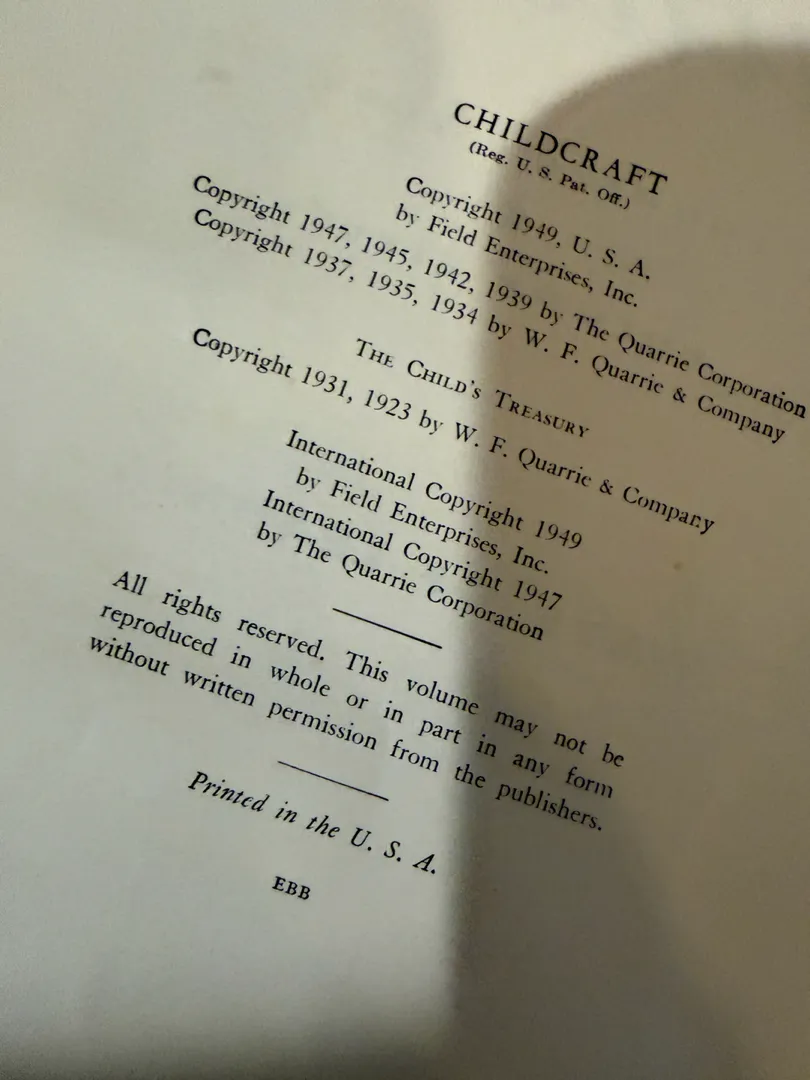 CHILDCRAFT
(Reg. U. S. Pat. Off.)
Copyright 1949, U. S. A.
by Field Enterprises, Inc.
Copyright 1947, 1945, 1942, 1939 by The Quarrie Corporation
Copyright 1937, 1935, 1934 by W. F. Quarrie & Company
THE CHILD'S TREASURY
Copyright 1931, 1923 by W. F. Quarrie & Company
International Copyright 1949
by Field Enterprises, Inc.
International Copyright 1947
by The Quarrie Corporation
All rights reserved. This volume may not be
reproduced in whole or in part in any form
without written permission from the publishers.
Printed in the U. S. A.
EBB